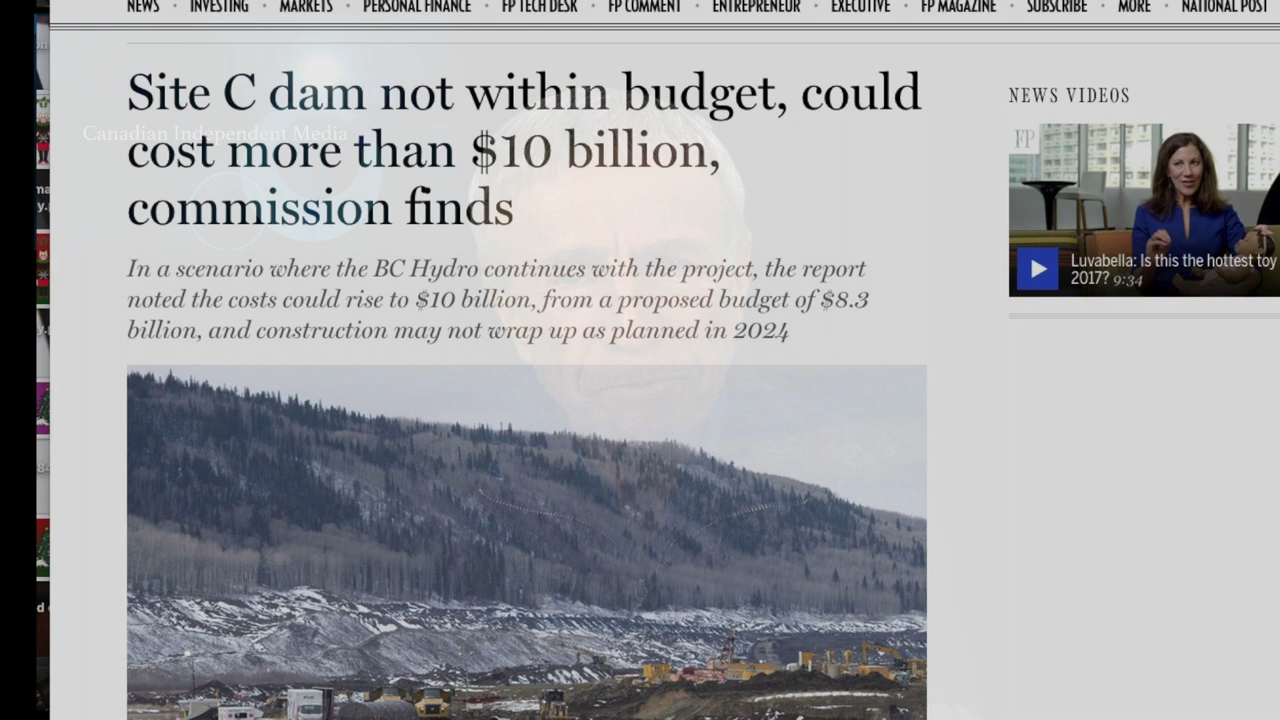 NEWS • INVESTING • MARKETS • PERSONAL FINANCE • FP TECH DESK • FP COMMENT • ENTREPRENEUR • EXECUTIVE • FP MAGAZINE • SUBSCRIBE • MORE • NATIONAL POST
Site C dam not within budget, could
cost more than $10 billion,
commission finds
Canadian Independent Media
In a scenario where the BC Hydro continues with the project, the report
noted the costs could rise to $10 billion, from a proposed budget of $8.3
billion, and construction may not wrap up as planned in 2024
NEWS VIDEOS
FP
Luvabella: Is this the hottest toy
2017? 9:34